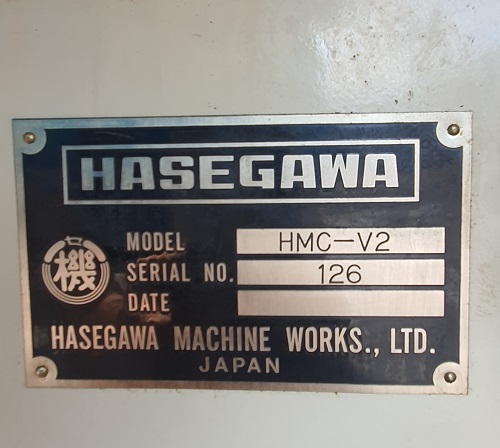 HASEGAWA
MODEL HMC-V2
機 SERIAL NO. 126
DATE
HASEGAWA MACHINE WORKS., LTD.
JAPAN